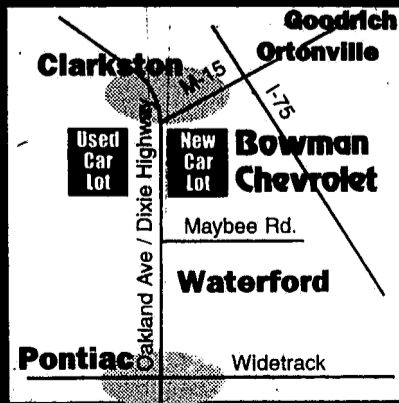 Goodrich
Ortonville
Clarkston
M-15
I-75
Used
Car
Lot
New
Car
Lot
Bowman
Chevrolet
Oakland Ave / Dixie Highway
Maybee Rd.
Waterford
Pontiac
Widetrack